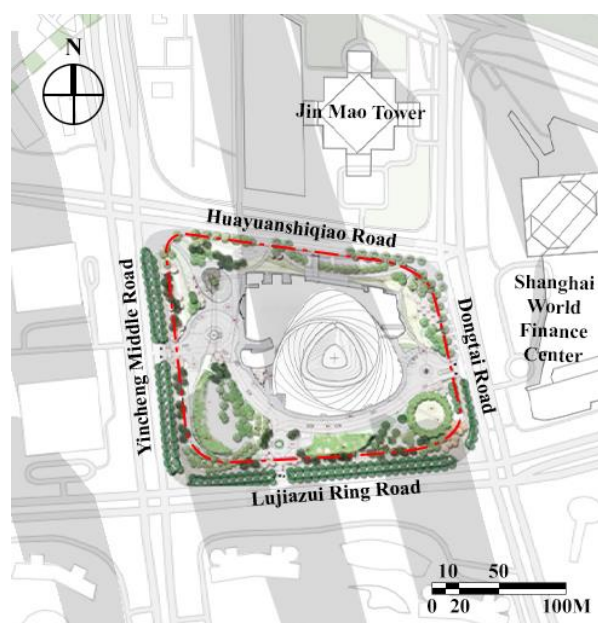 N
Jin Mao Tower
Huayuanshiqiao Road
Yincheng Middle Road
Dongtai Road
Shanghai
World
Finance
Center
Lujiazui Ring Road
10 50
0 20 100M